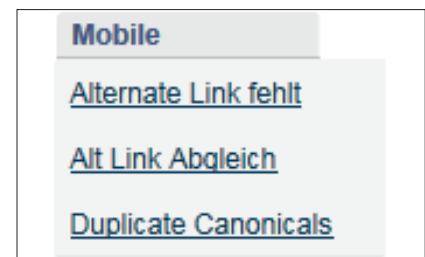 Mobile
Alternate Link fehlt
Alt Link Abgleich
Duplicate Canonicals